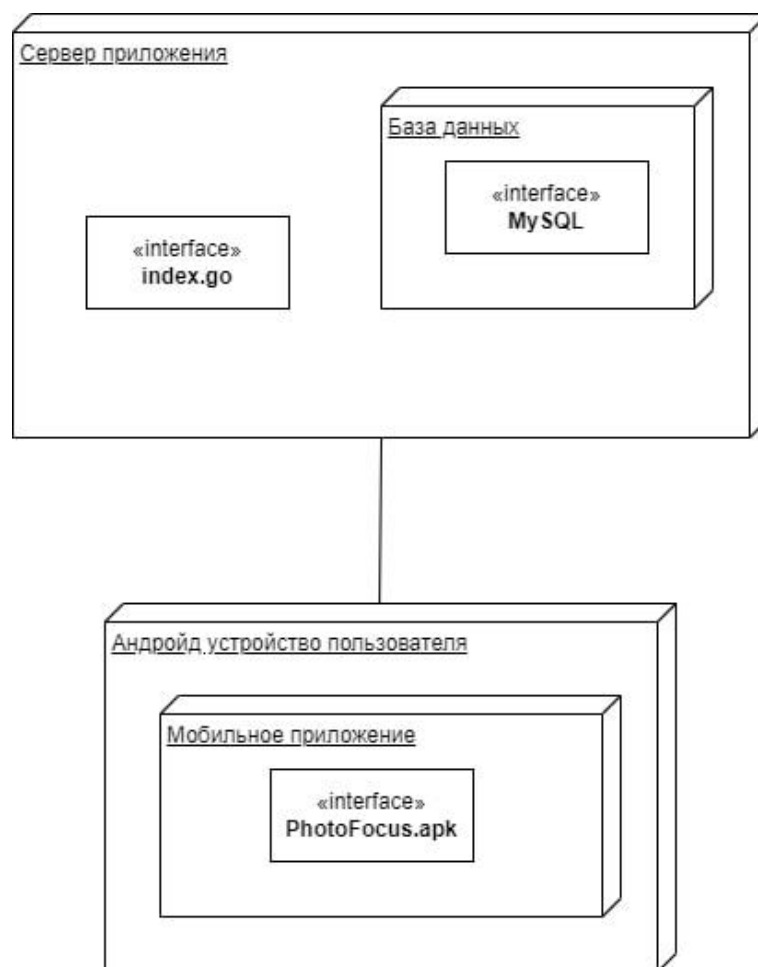 Сервер приложения
База данных
«interface»
MySQL
«interface»
index.go
Андройд устройство пользователя
Мобильное приложение
«interface»
PhotoFocus.apk